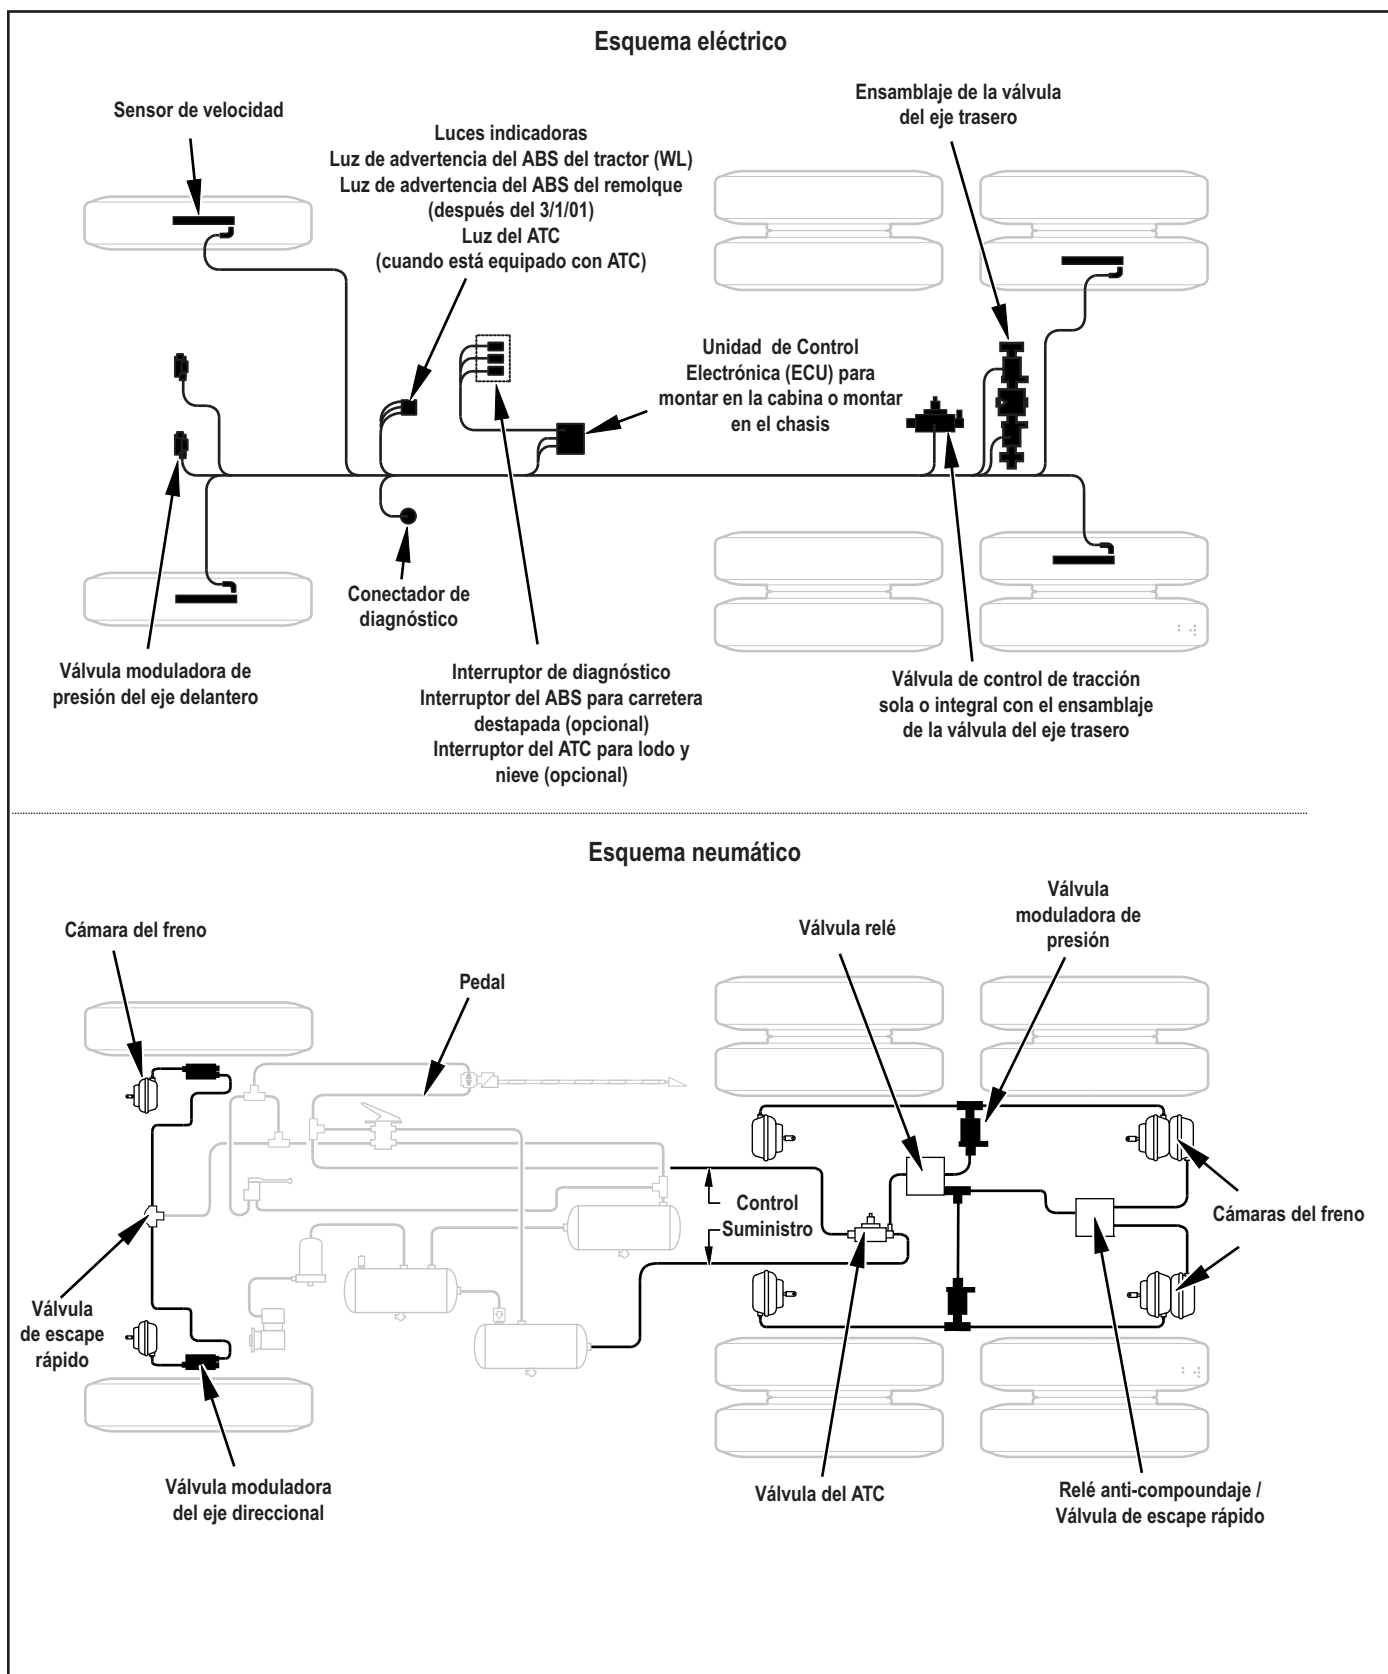 Esquema eléctrico
Sensor de velocidad
Luces indicadoras
Luz de advertencia del ABS del tractor (WL)
Luz de advertencia del ABS del remolque
(después del 3/1/01)
Luz del ATC
(cuando está equipado con ATC)
Ensamblaje de la válvula
del eje trasero
Unidad de Control
Electrónica (ECU) para
montar en la cabina o montar
en el chasis
Conectador de
diagnóstico
Válvula moduladora de
presión del eje delantero
Interruptor de diagnóstico
Interruptor del ABS para carretera
destapada (opcional)
Interruptor del ATC para lodo y
nieve (opcional)
Válvula de control de tracción
sola o integral con el ensamblaje
de la válvula del eje trasero
Esquema neumático
Cámara del freno
Pedal
Válvula relé
Válvula
moduladora de
presión
Control
Suministro
Cámaras del freno
Válvula
de escape
rápido
Válvula moduladora
del eje direccional
Válvula del ATC
Relé anti-compoundaje /
Válvula de escape rápido